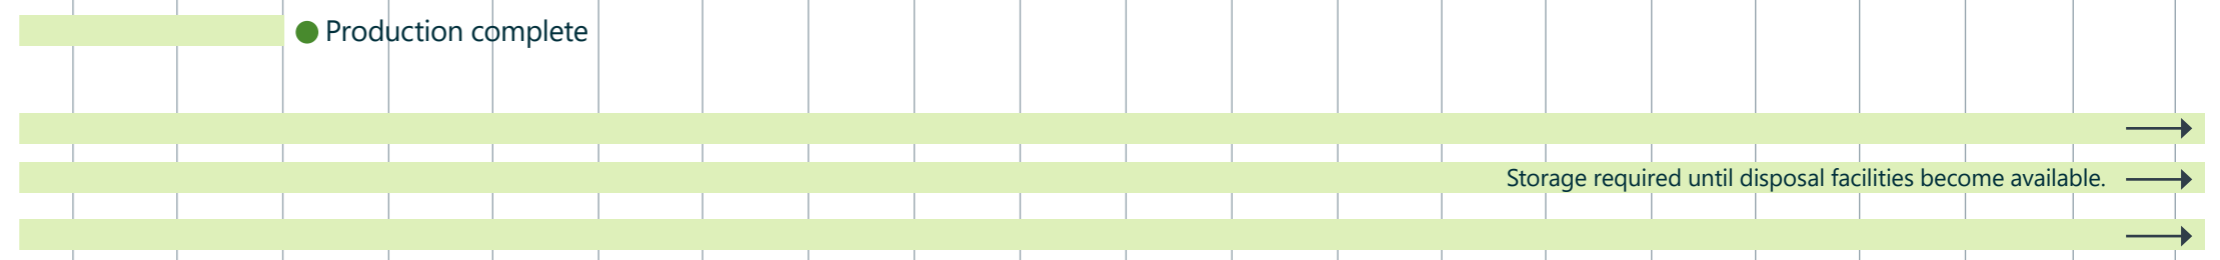 Production complete
Storage required until disposal facilities become available.